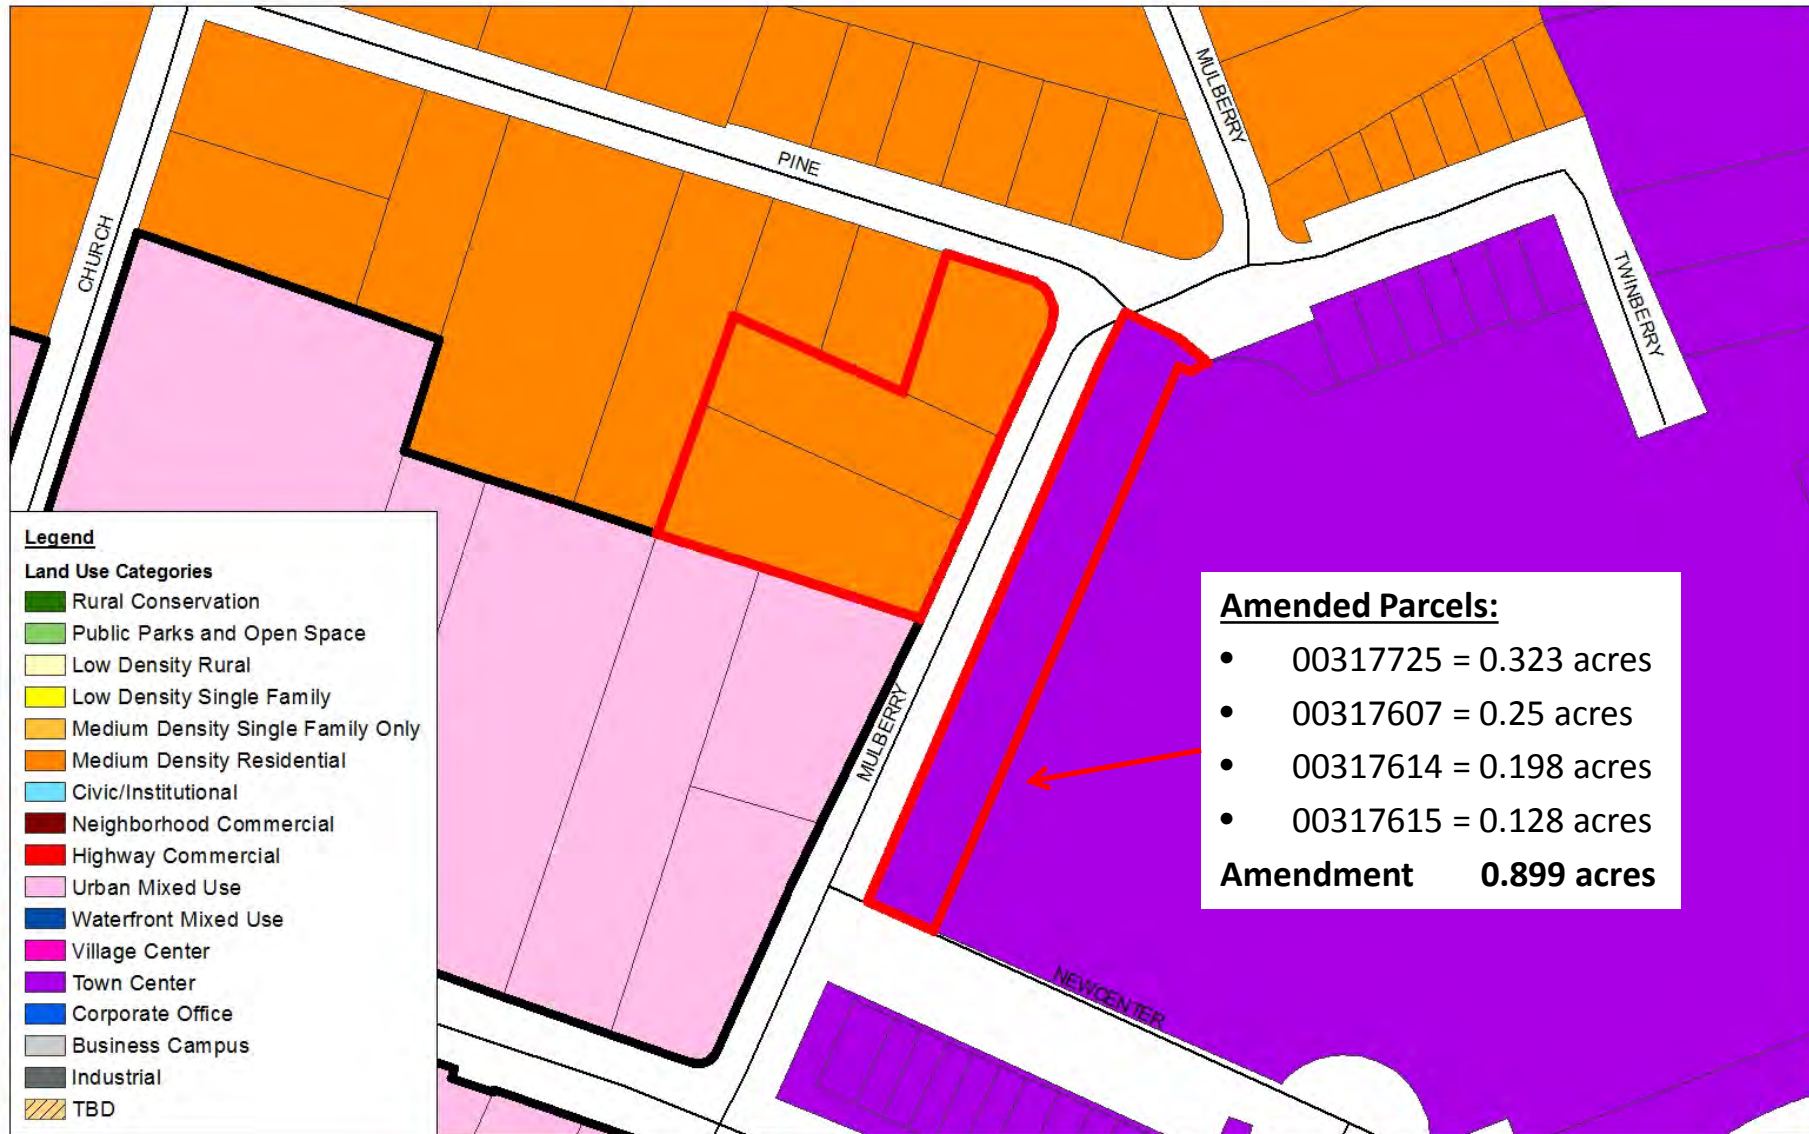 MULBERRY
PINE
CHURCH
TWINBERRY
MULBERRY
NEWCENTER
Legend
Land Use Categories
Rural Conservation
Public Parks and Open Space
Low Density Rural
Low Density Single Family
Medium Density Single Family Only
Medium Density Residential
Civic/Institutional
Neighborhood Commercial
Highway Commercial
Urban Mixed Use
Waterfront Mixed Use
Village Center
Town Center
Corporate Office
Business Campus
Industrial
TBD
Amended Parcels:
• 00317725 = 0.323 acres
• 00317607 = 0.25 acres
• 00317614 = 0.198 acres
• 00317615 = 0.128 acres
Amendment 0.899 acres